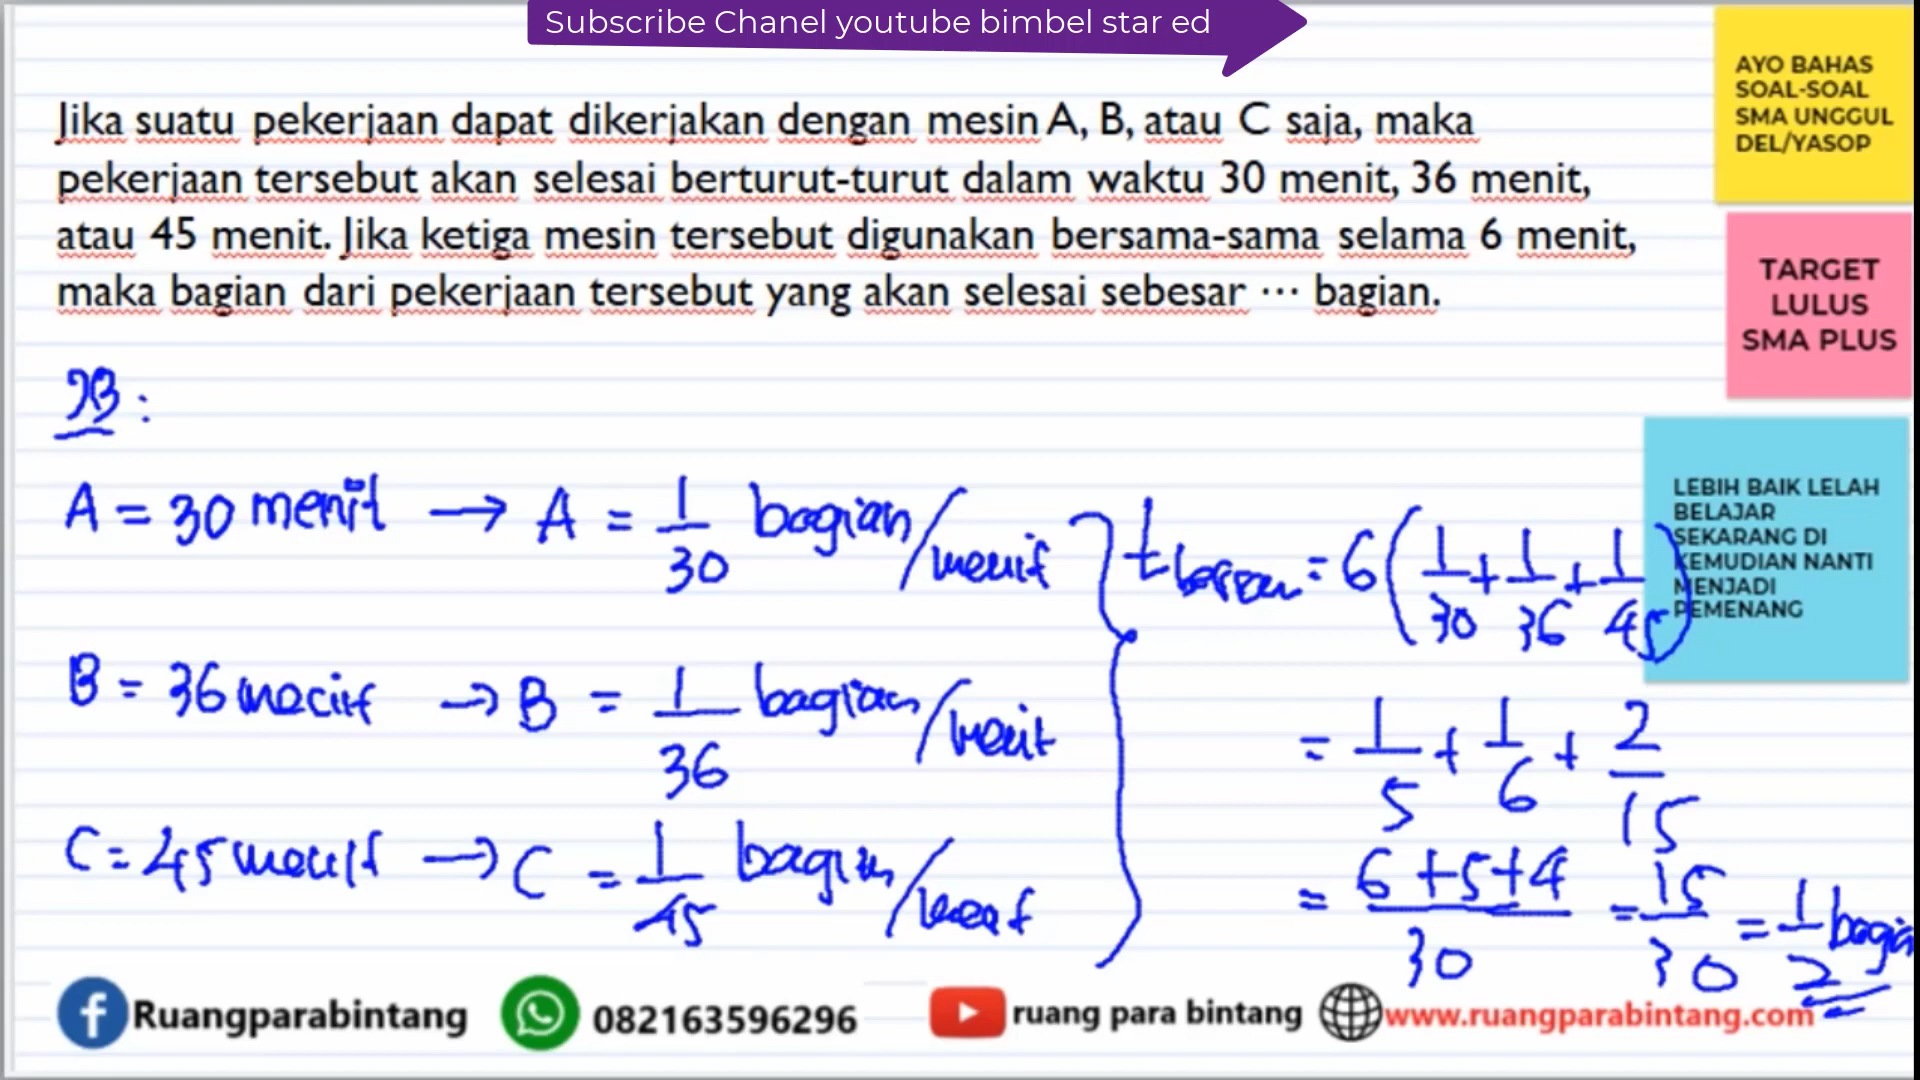 Subscribe Chanel youtube bimbel star ed
AYO BAHAS
SOAL-SOAL
SMA UNGGUL
DEL/YASOP
Jika suatu pekerjaan dapat dikerjakan dengan mesin A, B, atau C saja, maka
pekerjaan tersebut akan selesai berturut-turut dalam waktu 30 menit, 36 menit,
atau 45 menit. Jika ketiga mesin tersebut digunakan bersama-sama selama 6 menit,
maka bagian dari pekerjaan tersebut yang akan selesai sebesar ⋯ bagian.
TARGET
LULUS
SMA PLUS
LEBIH BAIK LELAH
BELAJAR
SEKARANG DI
KEMUDIAN NANTI
MENJADI
PEMENANG
JB :
A = 30 menit → A = 1/30 bagian/menit
B = 36 menit → B = 1/36 bagian/menit
C = 45 menit → C = 1/45 bagian/menit
= 6 ( 1/30 + 1/36 + 1/45 )
= 1/5 + 1/6 + 2/15
= 6 + 5 + 4 / 30 = 15/30 = 1/2 bagian
Ruangparabintang
082163596296
ruang para bintang
www.ruangparabintang.com